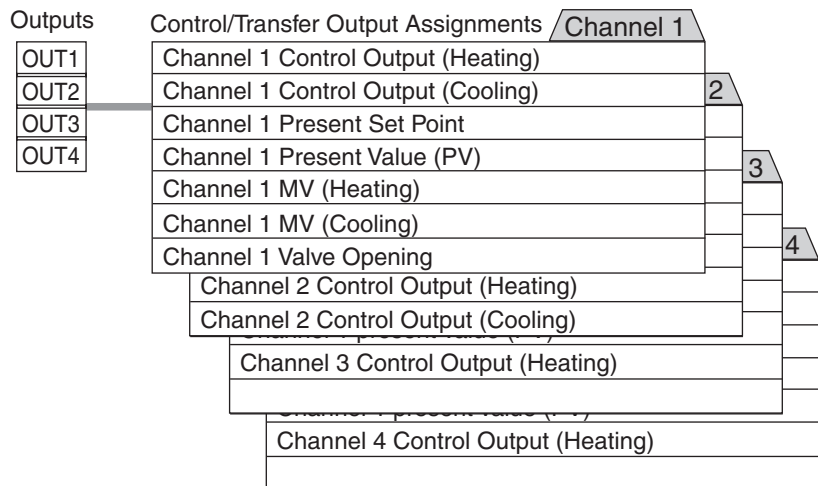 Outputs
Control/Transfer Output Assignments
Channel 1
OUT1
OUT2
OUT3
OUT4
Channel 1 Control Output (Heating)
Channel 1 Control Output (Cooling)
Channel 1 Present Set Point
Channel 1 Present Value (PV)
Channel 1 MV (Heating)
Channel 1 MV (Cooling)
Channel 1 Valve Opening
2
Channel 2 Control Output (Heating)
Channel 2 Control Output (Cooling)
3
Channel 3 Control Output (Heating)
4
Channel 4 Control Output (Heating)